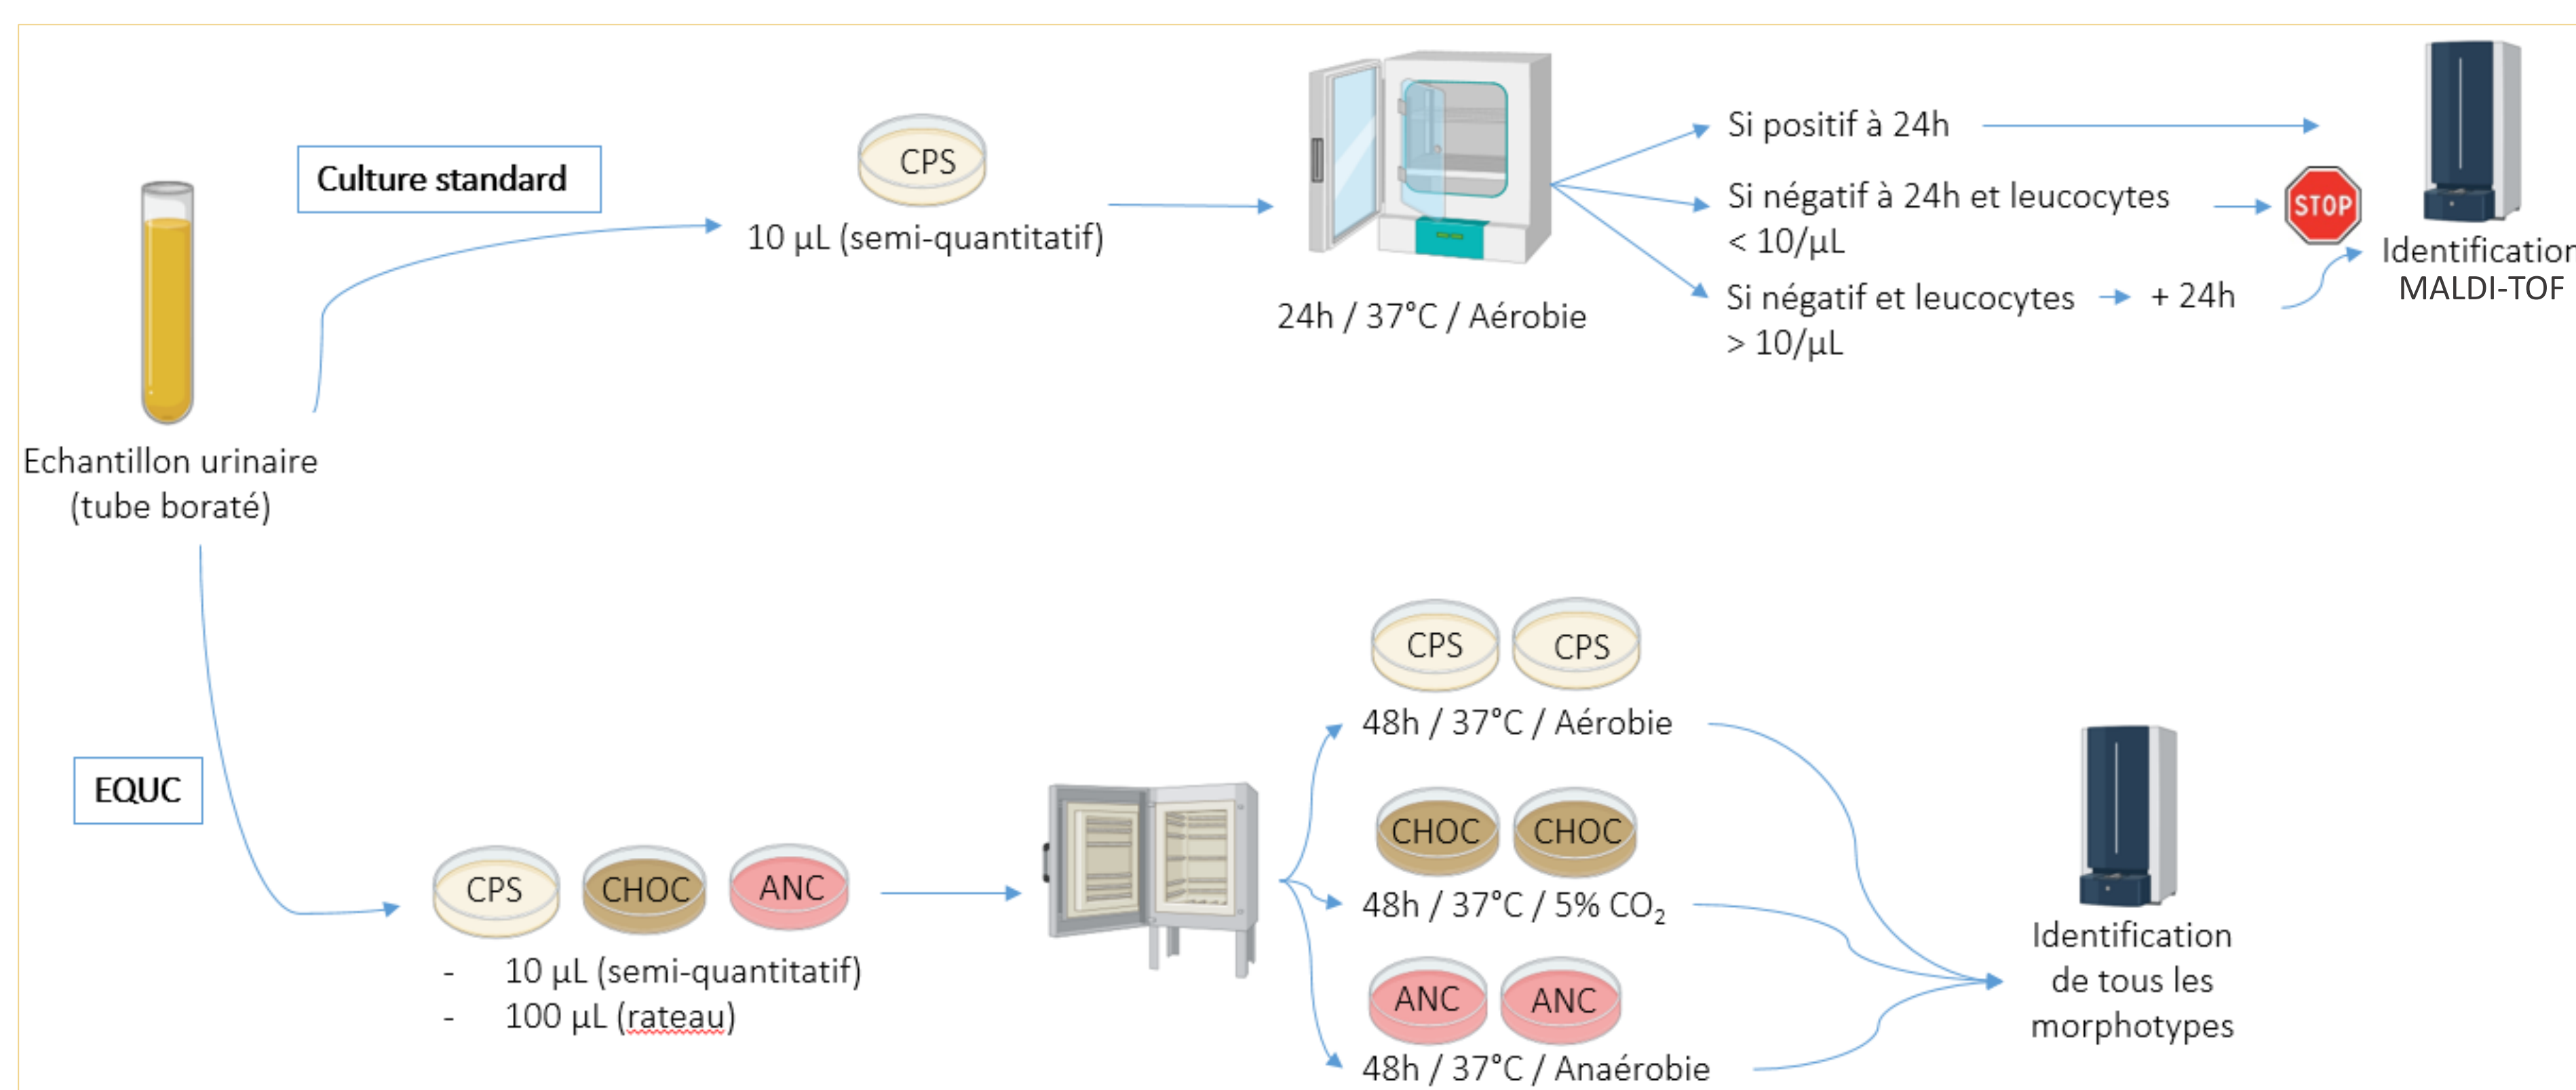 Culture standard
CPS
10 µL (semi-quantitatif)
24h / 37°C / Aérobie
Si positif à 24h
Si négatif à 24h et leucocytes
< 10/µL
STOP
Si négatif et leucocytes
> 10/µL
+ 24h
Identification
MALDI-TOF
Echantillon urinaire
(tube boraté)
EQUC
CPS CHOC ANC
- 10 µL (semi-quantitatif)
- 100 µL (rateau)
CPS CPS
48h / 37°C / Aérobie
CHOC CHOC
48h / 37°C / 5% CO₂
ANC ANC
48h / 37°C / Anaérobie
Identification
de tous les
morphotypes